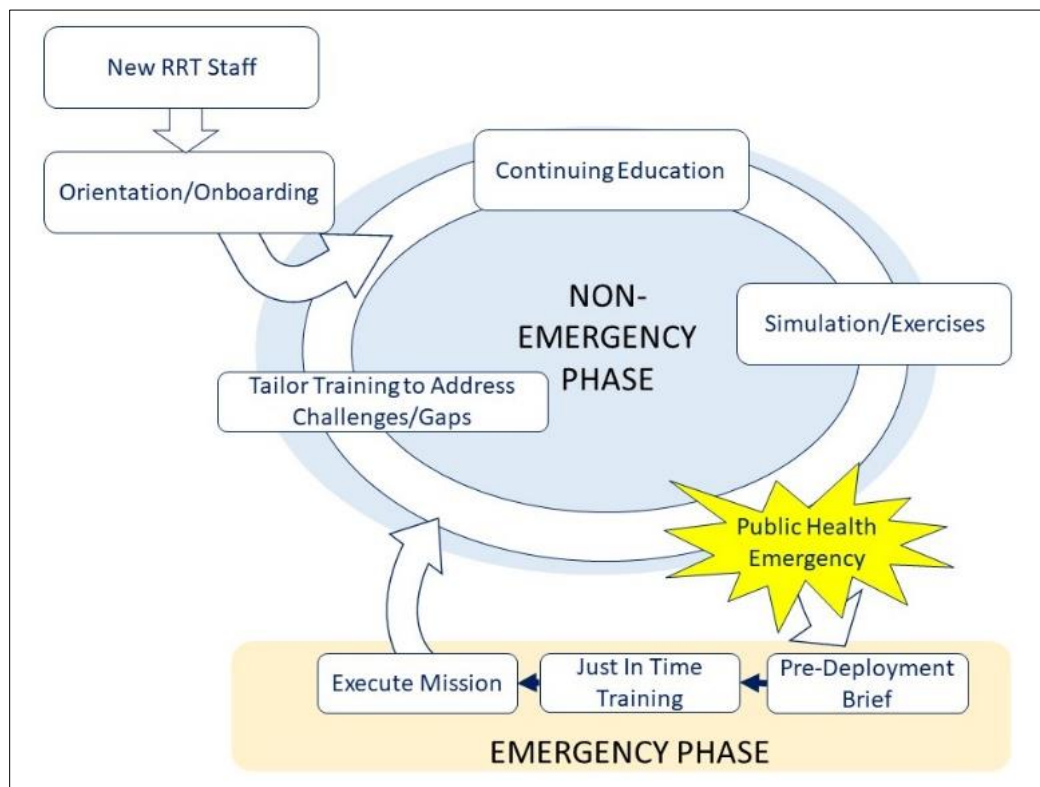 New RRT Staff
Orientation/Onboarding
Continuing Education
NON-
EMERGENCY
PHASE
Simulation/Exercises
Tailor Training to Address
Challenges/Gaps
Public Health
Emergency
Execute Mission
Just In Time
Training
Pre-Deployment
Brief
EMERGENCY PHASE